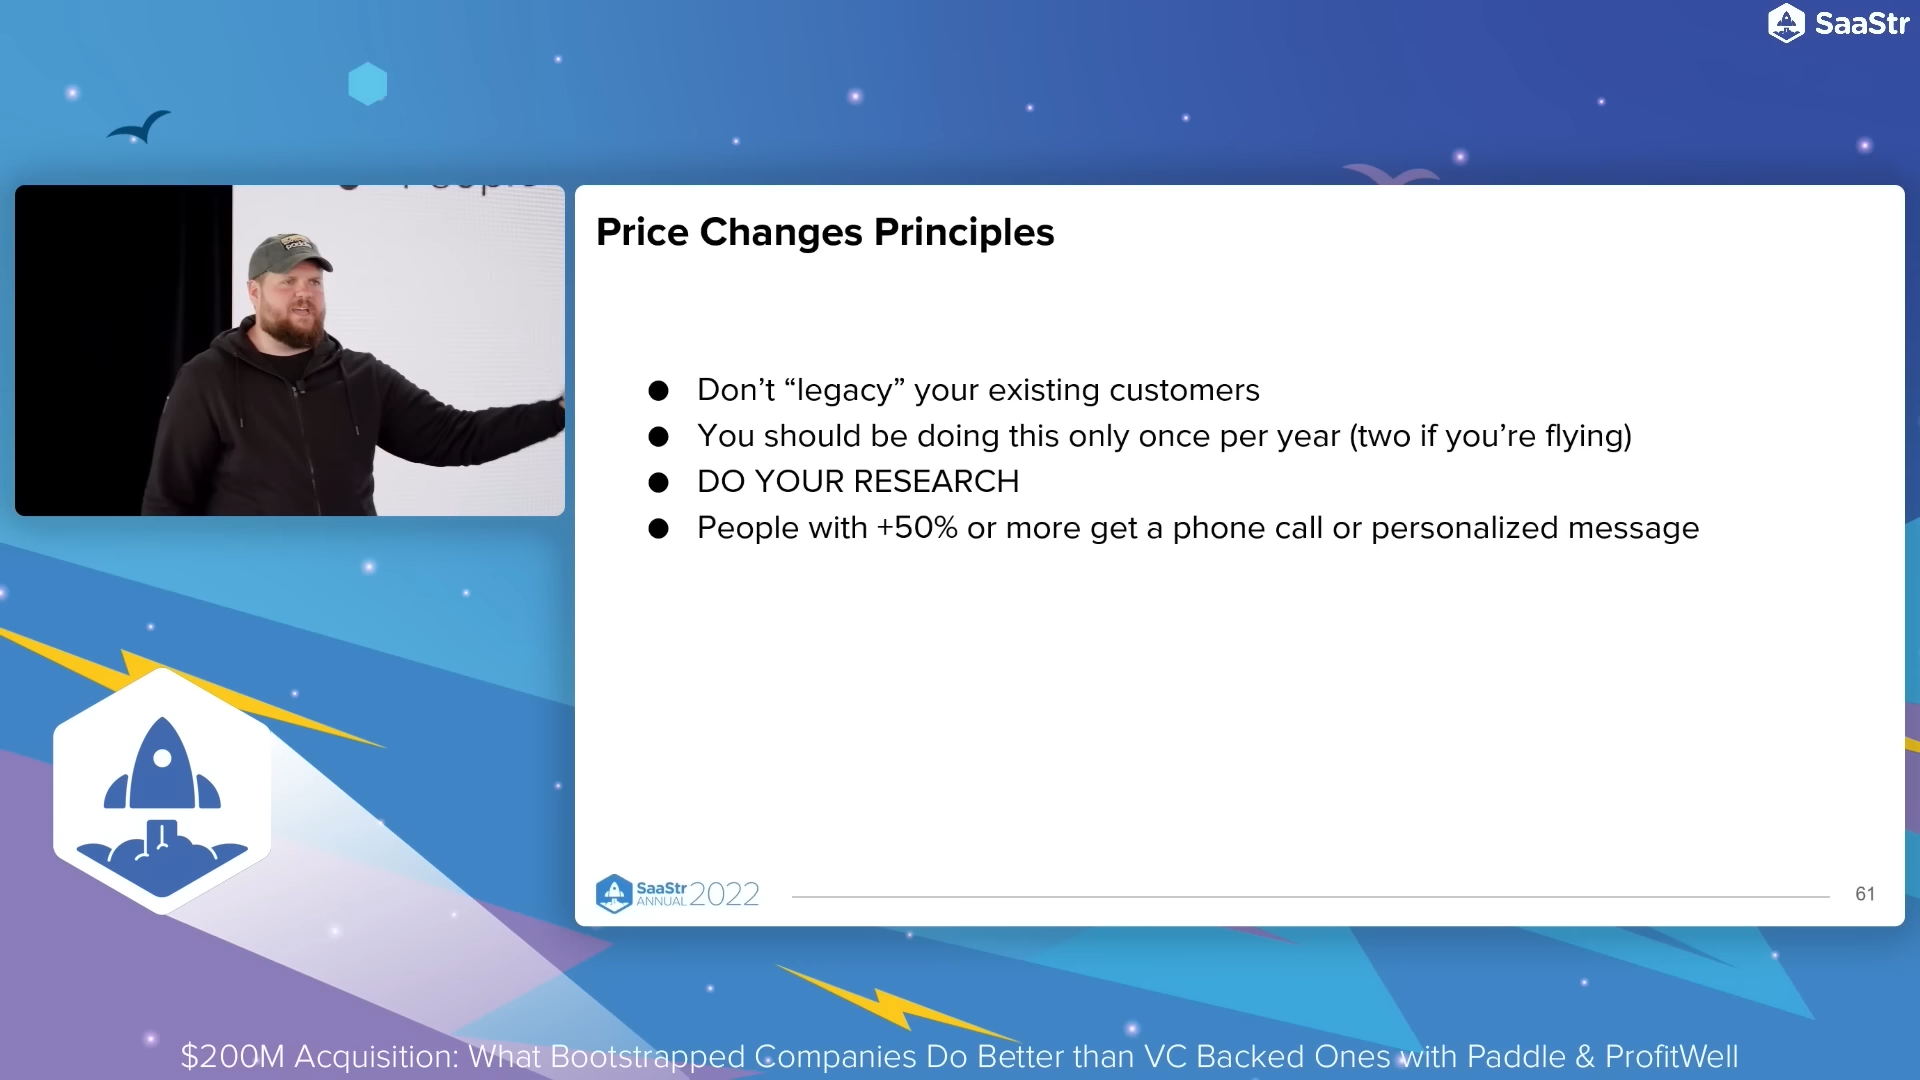 SaaStr
People
paddle
Price Changes Principles
Don’t “legacy” your existing customers
You should be doing this only once per year (two if you’re flying)
DO YOUR RESEARCH
People with +50% or more get a phone call or personalized message
SaaStr
ANNUAL 2022
61
$200M Acquisition: What Bootstrapped Companies Do Better than VC Backed Ones with Paddle & ProfitWell